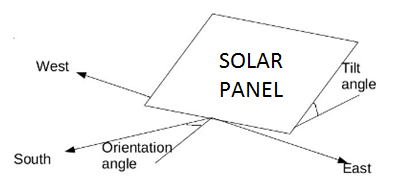 West
SOLAR
PANEL
Tilt
angle
South
Orientation
angle
East